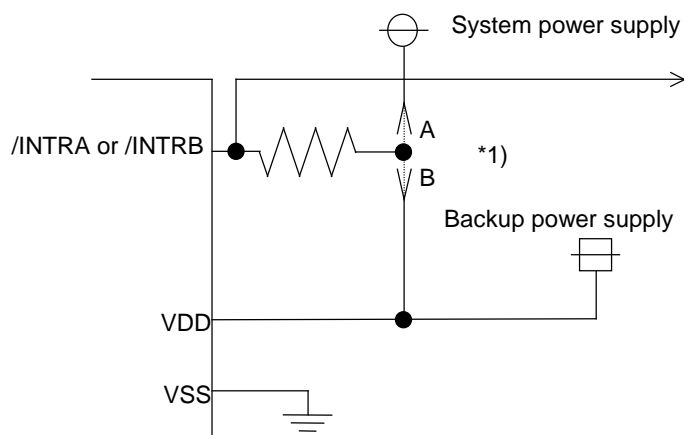 System power supply
A
/INTRA or /INTRB
*1)
B
Backup power supply
VDD
VSS